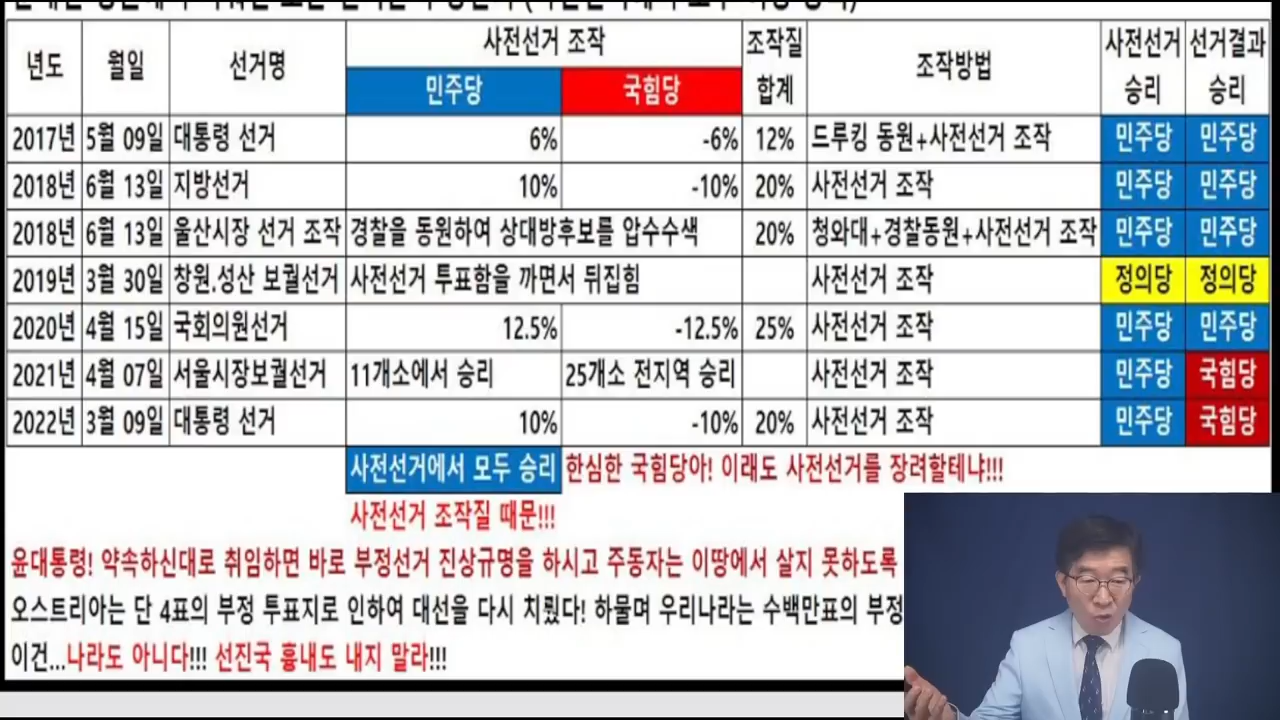 년도 월일 선거명 사전선거 조작 조작질 합계 조작방법 사전선거 승리 선거결과 승리
민주당 국힘당
2017년 5월 09일 대통령 선거 6% -6% 12% 드루킹 동원+사전선거 조작 민주당 민주당
2018년 6월 13일 지방선거 10% -10% 20% 사전선거 조작 민주당 민주당
2018년 6월 13일 울산시장 선거 조작 경찰을 동원하여 상대방후보를 압수수색 20% 청와대+경찰동원+사전선거 조작 민주당 민주당
2019년 3월 30일 창원.성산 보궐선거 사전선거 투표함을 까면서 뒤집힘 사전선거 조작 정의당 정의당
2020년 4월 15일 국회의원선거 12.5% -12.5% 25% 사전선거 조작 민주당 민주당
2021년 4월 07일 서울시장보궐선거 11개소에서 승리 25개소 전지역 승리 사전선거 조작 민주당 국힘당
2022년 3월 09일 대통령 선거 10% -10% 20% 사전선거 조작 민주당 국힘당
사전선거에서 모두 승리 한심한 국힘당아! 이래도 사전선거를 장려할테냐!!!
사전선거 조작질 때문!!!
윤대통령! 약속하신대로 취임하면 바로 부정선거 진상규명을 하시고 주동자는 이땅에서 살지 못하도록
오스트리아는 단 4표의 부정 투표지로 인하여 대선을 다시 치뤘다! 하물며 우리나라는 수백만표의 부정
이건...나라도 아니다!!! 선진국 흉내도 내지 말라!!!